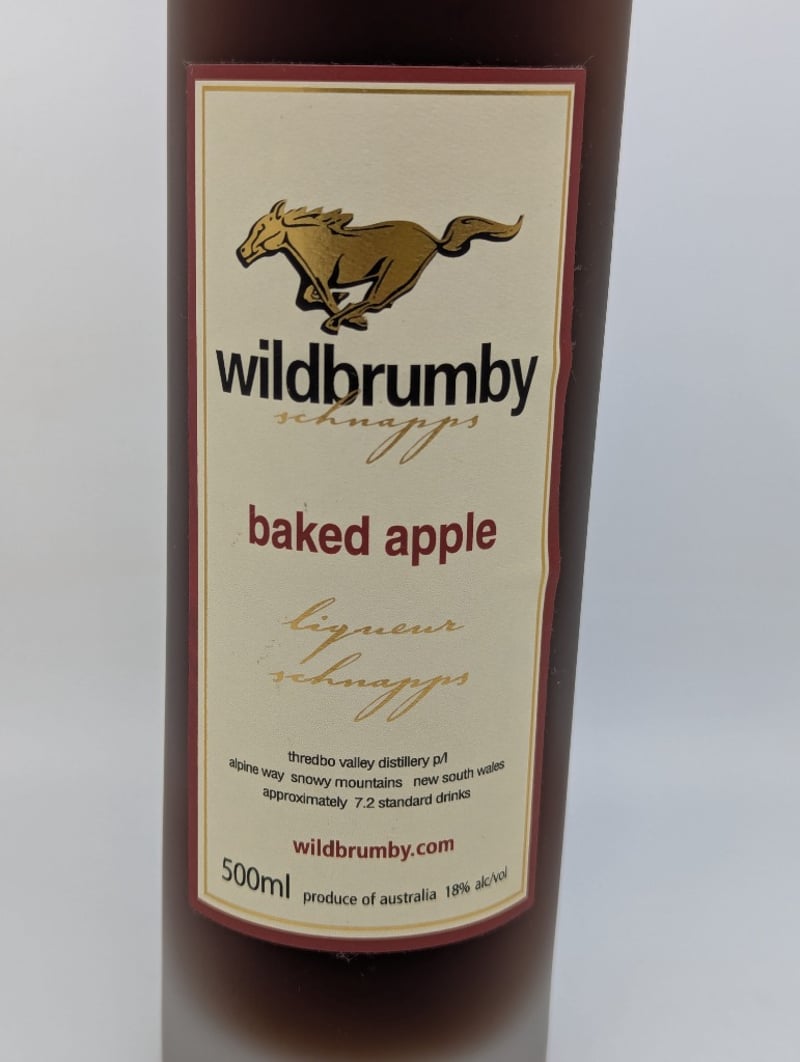 wildbrumby
schnapps
baked apple
liqueur
schnapps
thredbo valley distillery p/l
alpine way snowy mountains new south wales
approximately 7.2 standard drinks
wildbrumby.com
500ml produce of australia 18% alc/vol